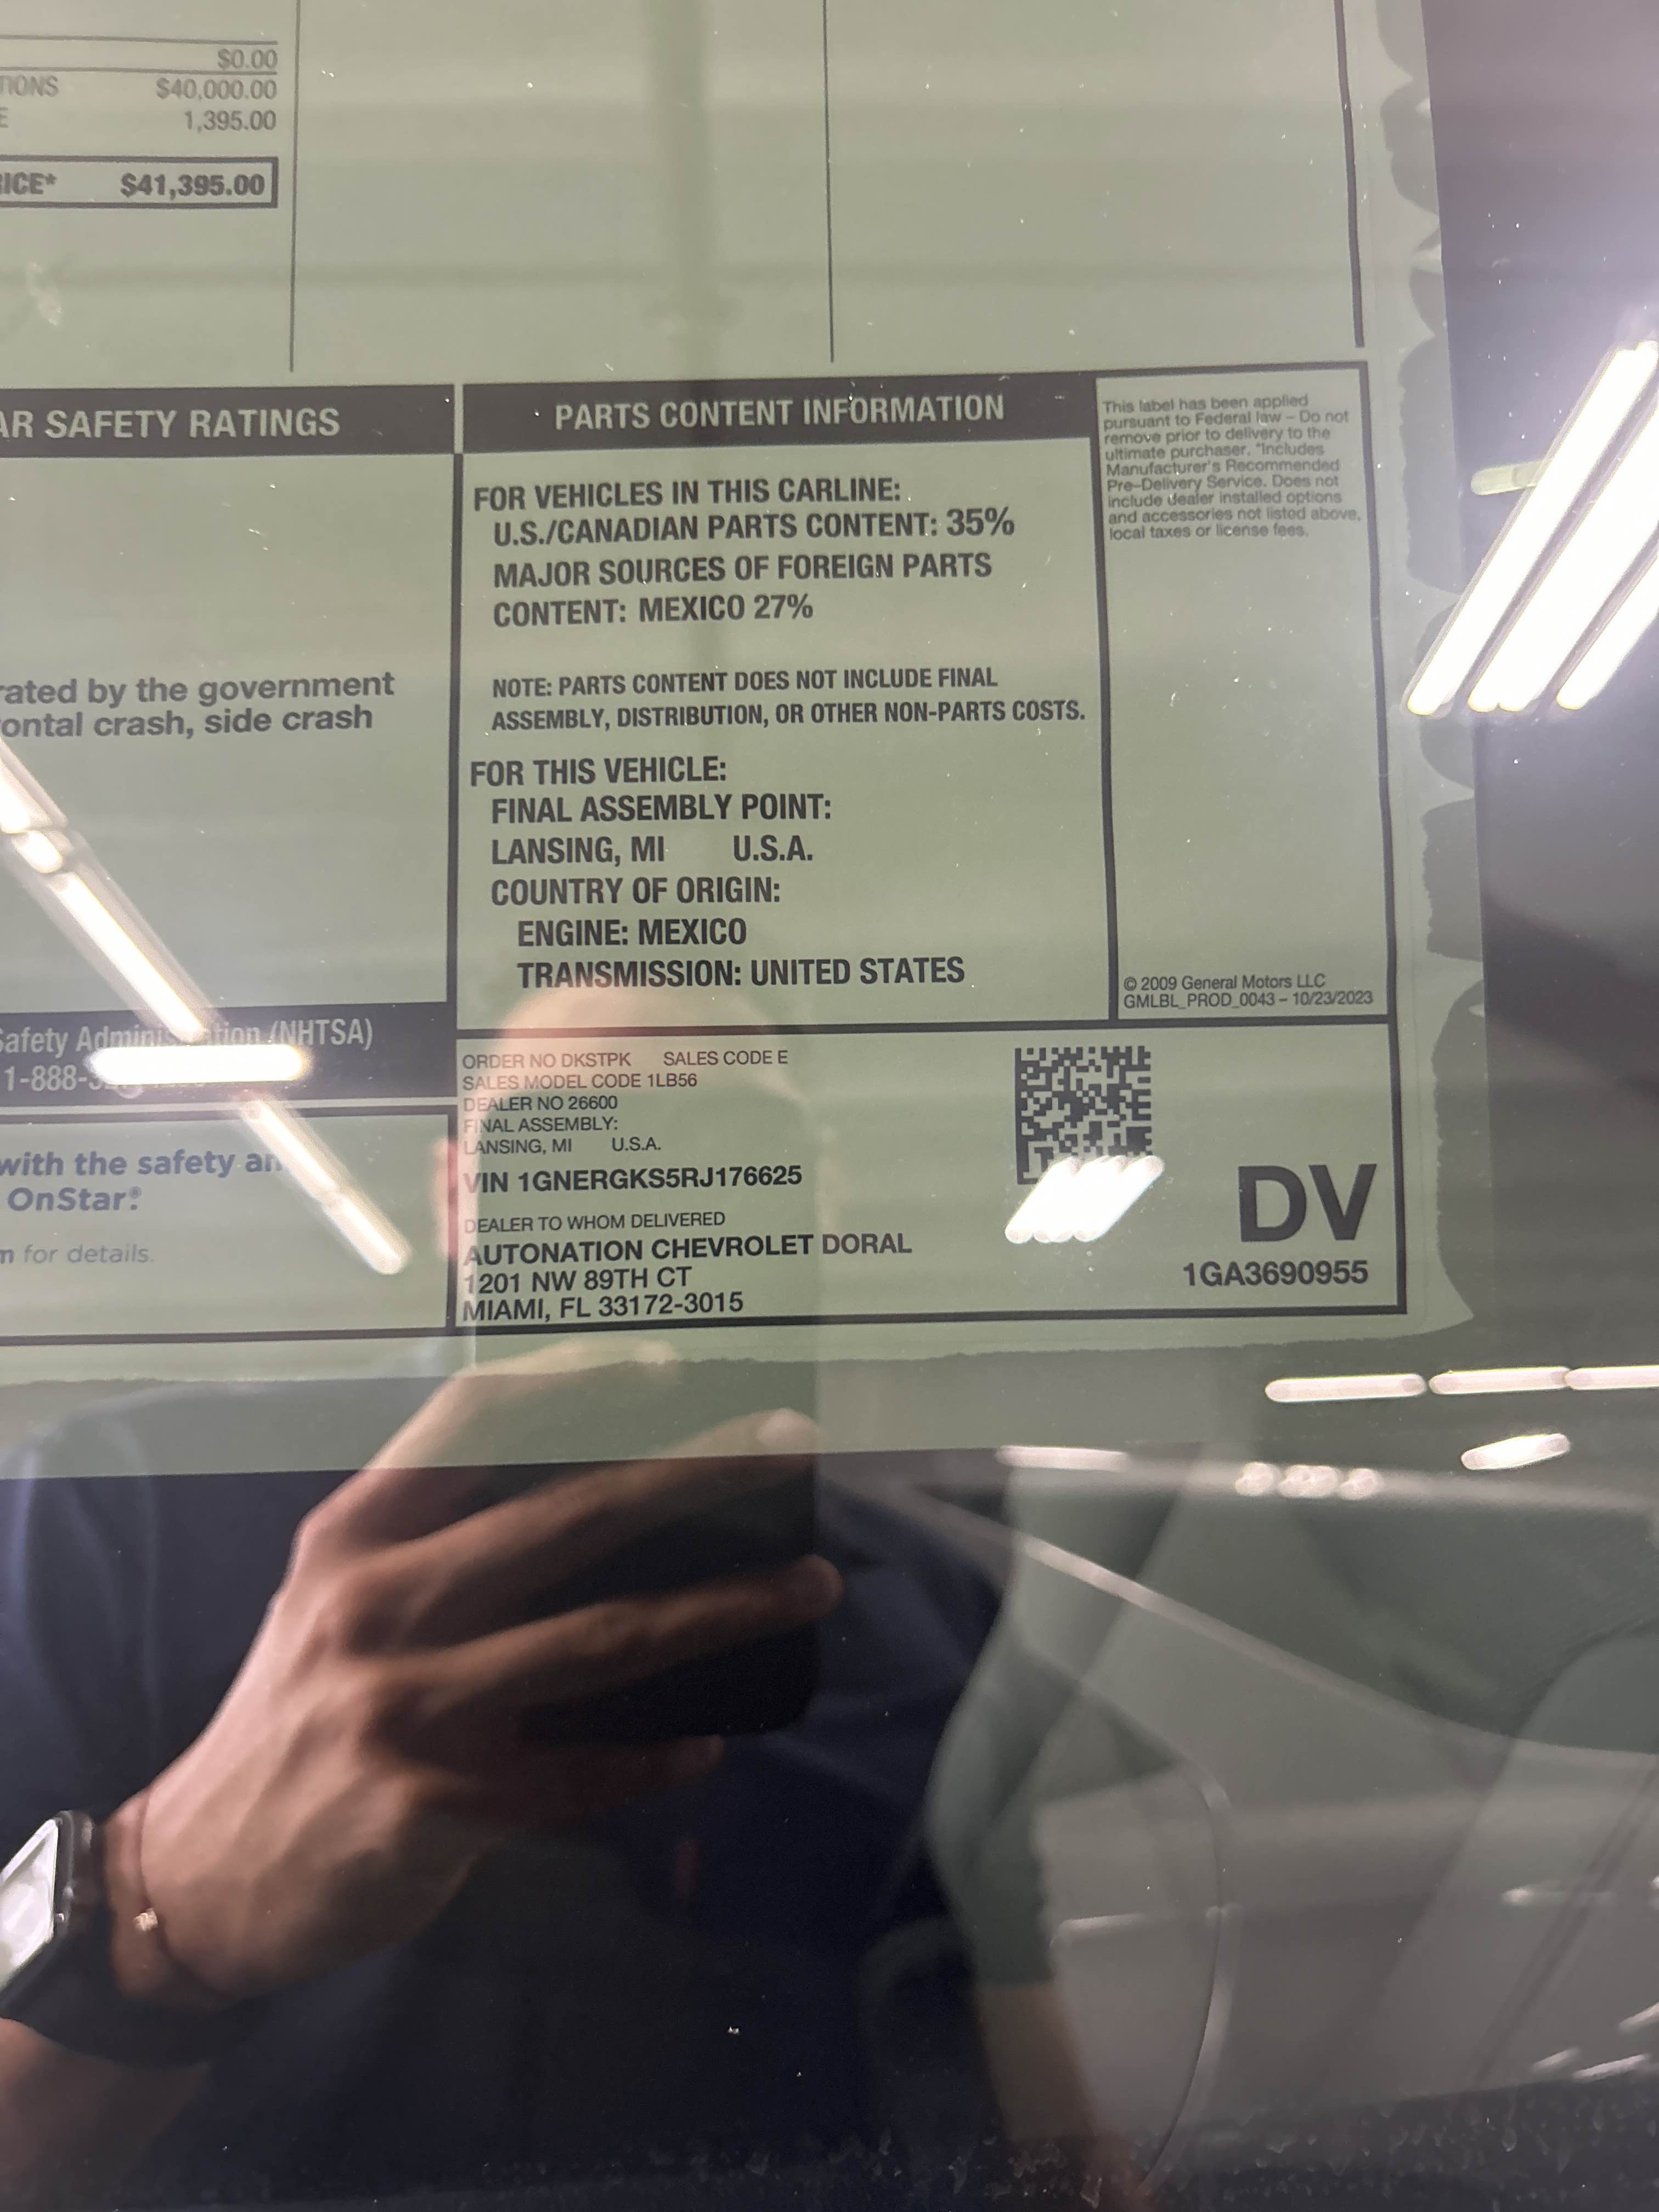 $0.00
TIONS $40,000.00
E 1,395.00
RICE* $41,395.00
AR SAFETY RATINGS
rated by the government
ontal crash, side crash
Safety Administration (NHTSA)
1-888-
with the safety an
OnStar®
m for details.
PARTS CONTENT INFORMATION
FOR VEHICLES IN THIS CARLINE:
U.S./CANADIAN PARTS CONTENT: 35%
MAJOR SOURCES OF FOREIGN PARTS
CONTENT: MEXICO 27%
NOTE: PARTS CONTENT DOES NOT INCLUDE FINAL
ASSEMBLY, DISTRIBUTION, OR OTHER NON-PARTS COSTS.
FOR THIS VEHICLE:
FINAL ASSEMBLY POINT:
LANSING, MI U.S.A.
COUNTRY OF ORIGIN:
ENGINE: MEXICO
TRANSMISSION: UNITED STATES
This label has been applied
pursuant to Federal law – Do not
remove prior to delivery to the
ultimate purchaser. *Includes
Manufacturer's Recommended
Pre-Delivery Service. Does not
include dealer installed options
and accessories not listed above,
local taxes or license fees.
© 2009 General Motors LLC
GMLBL_PROD_0043 – 10/23/2023
ORDER NO DKSTPK SALES CODE E
SALES MODEL CODE 1LB56
DEALER NO 26600
FINAL ASSEMBLY:
LANSING, MI U.S.A.
VIN 1GNERGKS5RJ176625
DEALER TO WHOM DELIVERED
AUTONATION CHEVROLET DORAL
1201 NW 89TH CT
MIAMI, FL 33172-3015
DV
1GA3690955